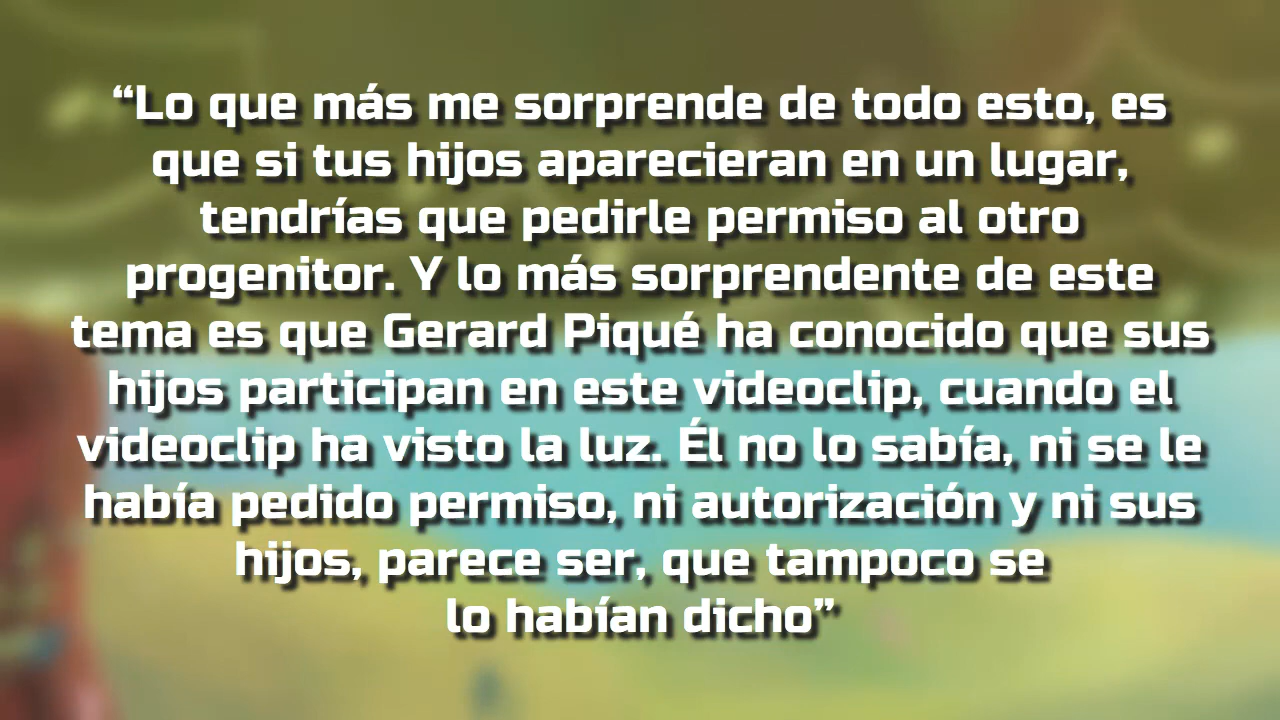 “Lo que más me sorprende de todo esto, es
que si tus hijos aparecieran en un lugar,
tendrías que pedirle permiso al otro
progenitor. Y lo más sorprendente de este
tema es que Gerard Piqué ha conocido que sus
hijos participan en este videoclip, cuando el
videoclip ha visto la luz. Él no lo sabía, ni se le
había pedido permiso, ni autorización y ni sus
hijos, parece ser, que tampoco se
lo habían dicho”